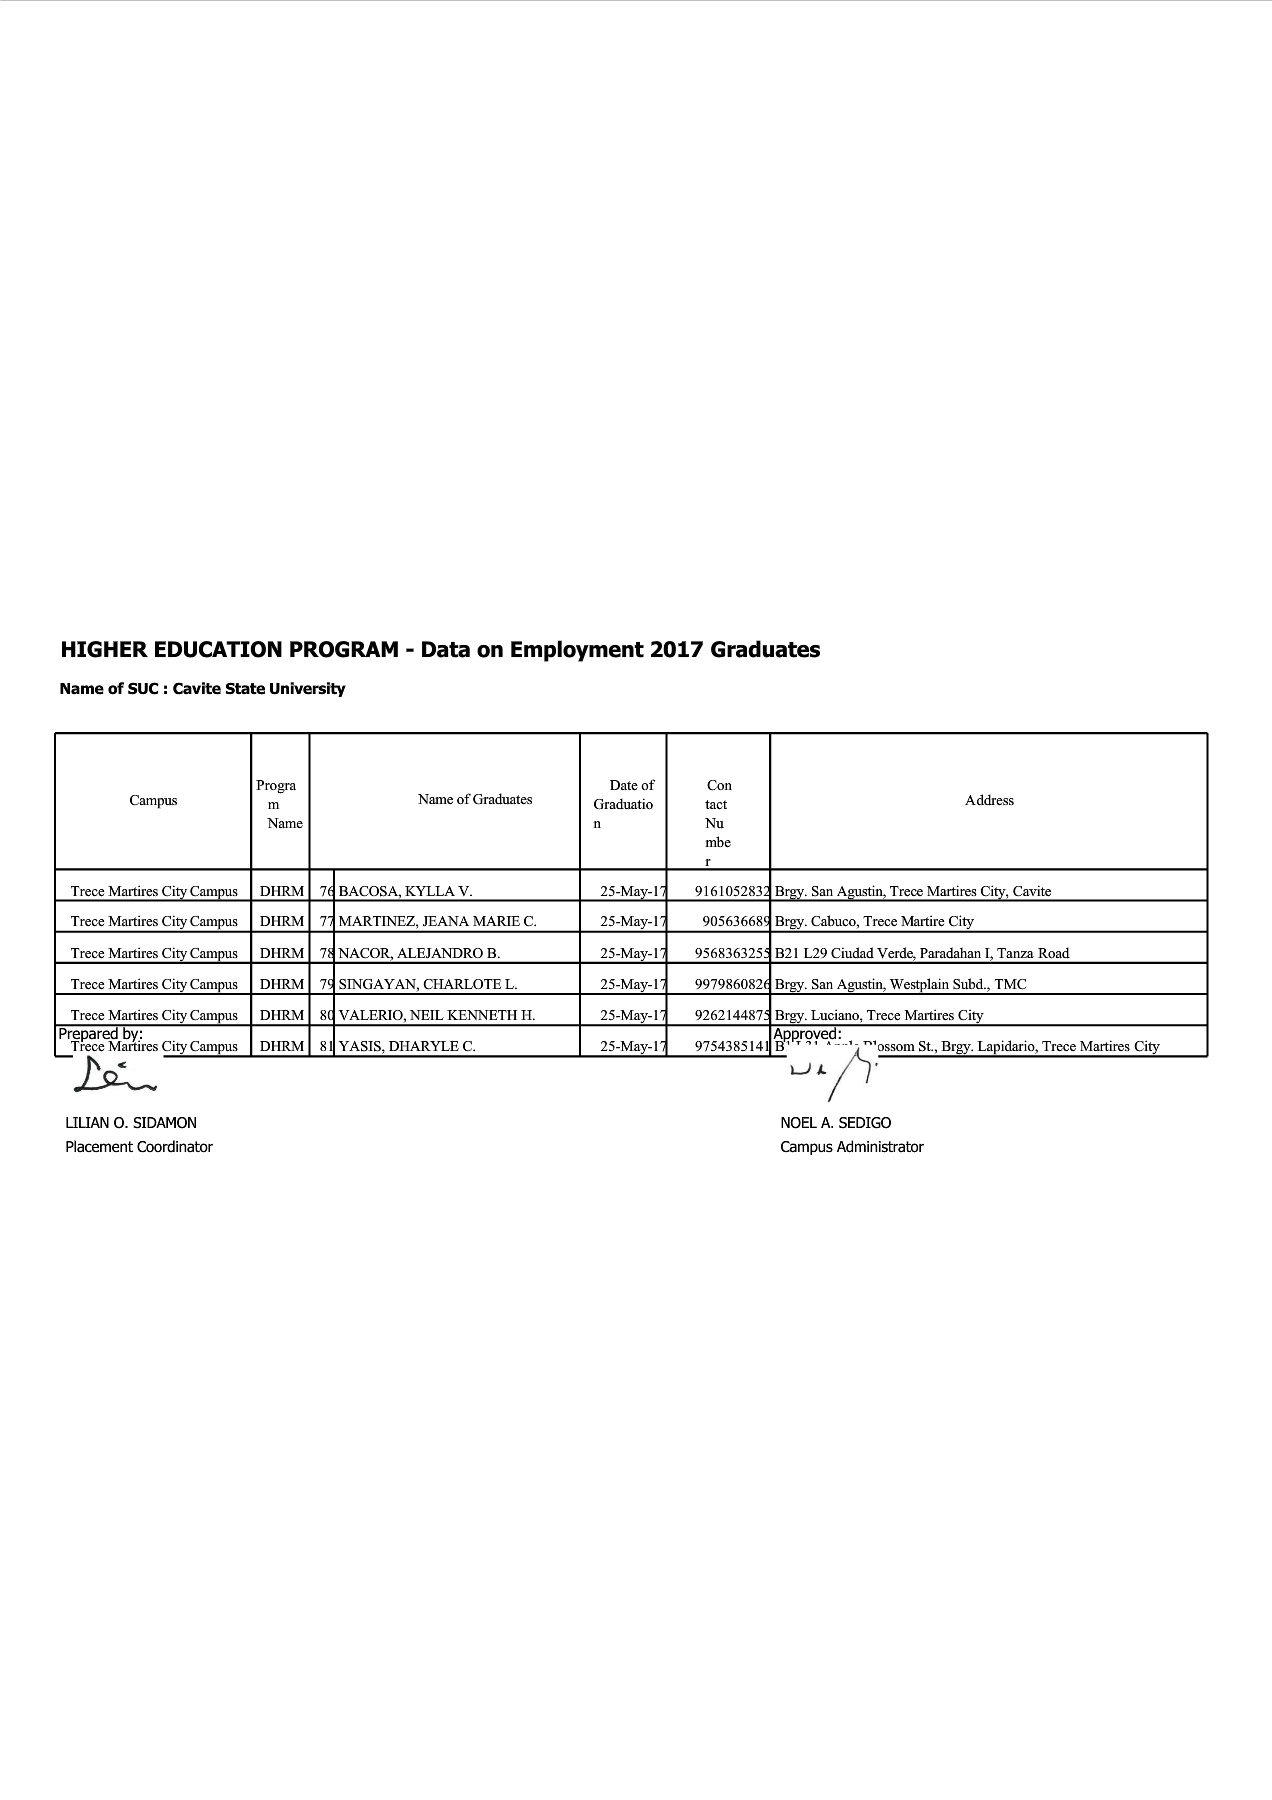 HIGHER EDUCATION PROGRAM - Data on Employment 2017 Graduates
Name of SUC : Cavite State University
Campus Progra m Name Name of Graduates Date of Graduatio n Con tact Nu mbe r Address
Trece Martires City Campus DHRM 76 BACOSA, KYLLA V. 25-May-17 9161052832 Brgy. San Agustin, Trece Martires City, Cavite
Trece Martires City Campus DHRM 77 MARTINEZ, JEANA MARIE C. 25-May-17 905636689 Brgy. Cabuco, Trece Martire City
Trece Martires City Campus DHRM 78 NACOR, ALEJANDRO B. 25-May-17 9568363255 B21 L29 Ciudad Verde, Paradahan I, Tanza Road
Trece Martires City Campus DHRM 79 SINGAYAN, CHARLOTE L. 25-May-17 9979860826 Brgy. San Agustin, Westplain Subd., TMC
Trece Martires City Campus DHRM 80 VALERIO, NEIL KENNETH H. 25-May-17 9262144875 Brgy. Luciano, Trece Martires City
Prepared by: Approved:
Trece Martires City Campus DHRM 81 YASIS, DHARYLE C. 25-May-17 9754385141 St., Brgy. Lapidario, Trece Martires City
LILIAN O. SIDAMON NOEL A. SEDIGO
Placement Coordinator Campus Administrator